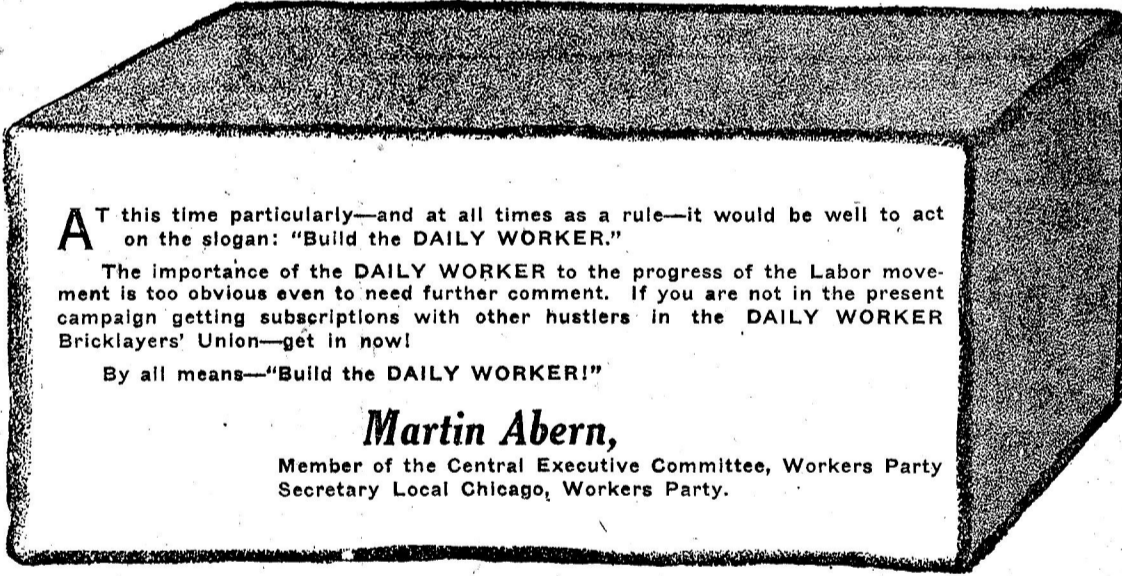 AT this time particularly—and at all times as a rule—it would be well to act
on the slogan: "Build the DAILY WORKER."
The importance of the DAILY WORKER to the progress of the Labor move-
ment is too obvious even to need further comment. If you are not in the present
campaign getting subscriptions with other hustlers in the DAILY WORKER
Bricklayers' Union—get in now!
By all means—"Build the DAILY WORKER!"
Martin Abern,
Member of the Central Executive Committee, Workers Party
Secretary Local Chicago, Workers Party.